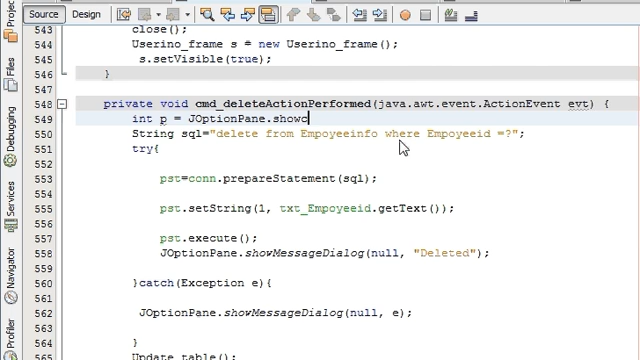 Projec
Files
Debugging
Services
Navigator
Profiler
Source Design
543 close();
544 Userino_frame s = new Userino_frame();
545 s.setVisible(true);
546 }
547
548 private void cmd_deleteActionPerformed(java.awt.event.ActionEvent evt) {
549 int p = JOptionPane.showc
550 String sql="delete from Empoyeeinfo where Empoyeeid =?";
551 try{
552
553 pst=conn.prepareStatement(sql);
554
555 pst.setString(1, txt_Empoyeeid.getText());
556
557 pst.execute();
558 JOptionPane.showMessageDialog(null, "Deleted");
559
560 }catch(Exception e){
561
562 JOptionPane.showMessageDialog(null, e);
563
564 }
565 Update_table();